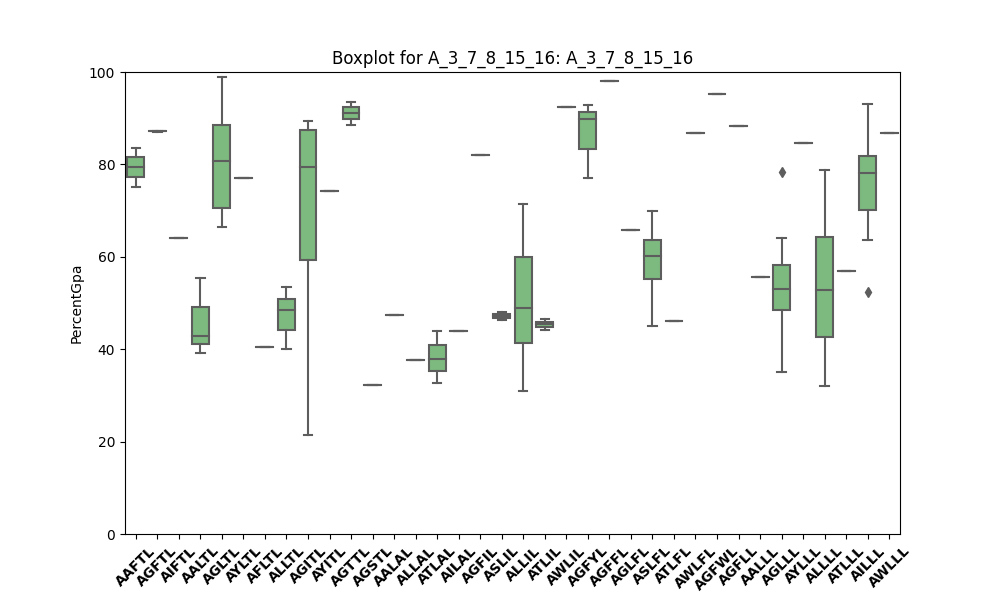 Boxplot for A_3_7_8_15_16: A_3_7_8_15_16
PercentGpa
100
80
60
40
20
0
AAFTL
AGFTL
AIFTL
AALTL
AGLTL
AYLTL
AFLTL
ALLTL
AGITL
AYITL
AGTTL
AGSTL
AALAL
ALLAL
ATLAL
AILAL
AGFIL
ASLIL
ALLIL
ATLIL
AWLIL
AGFYL
AGFFL
AGLFL
ASLFL
ATLFL
AWLFL
AGFWL
AGFLL
AALLL
AGLLL
AYLLL
ALLLL
ATLLL
AILLL
AWLLL